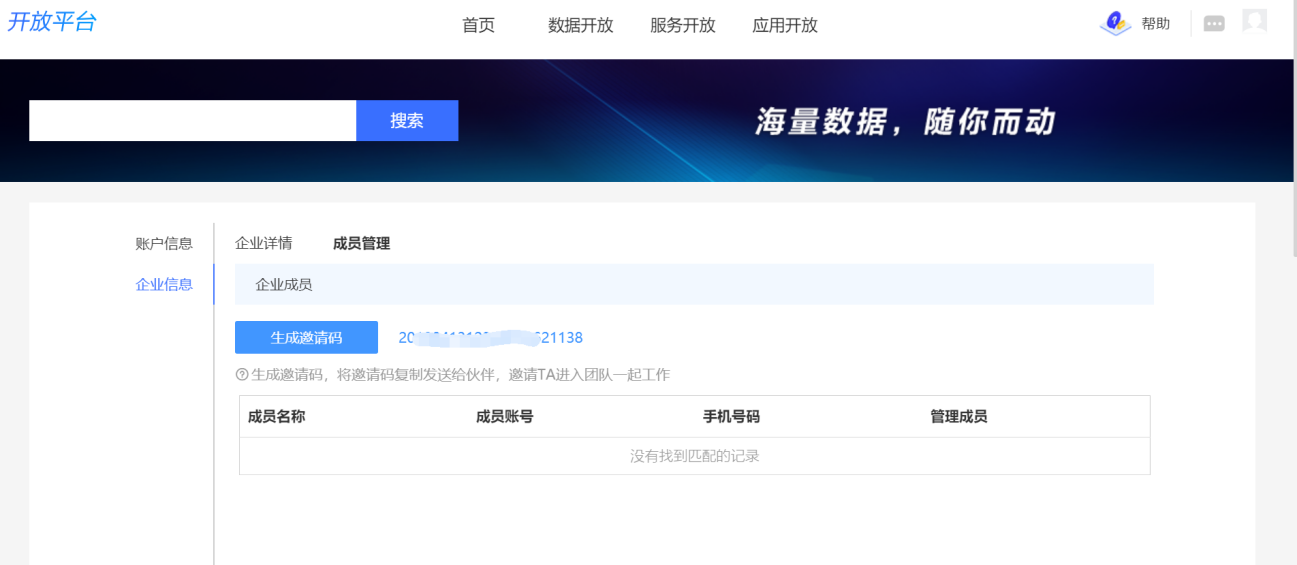 开放平台
首页 数据开放 服务开放 应用开放 帮助
搜索
海量数据，随你而动
账户信息 企业详情 成员管理
企业信息 企业成员
生成邀请码 20 21138
生成邀请码，将邀请码复制发送给伙伴，邀请TA进入团队一起工作
成员名称 成员账号 手机号码 管理成员
没有找到匹配的记录